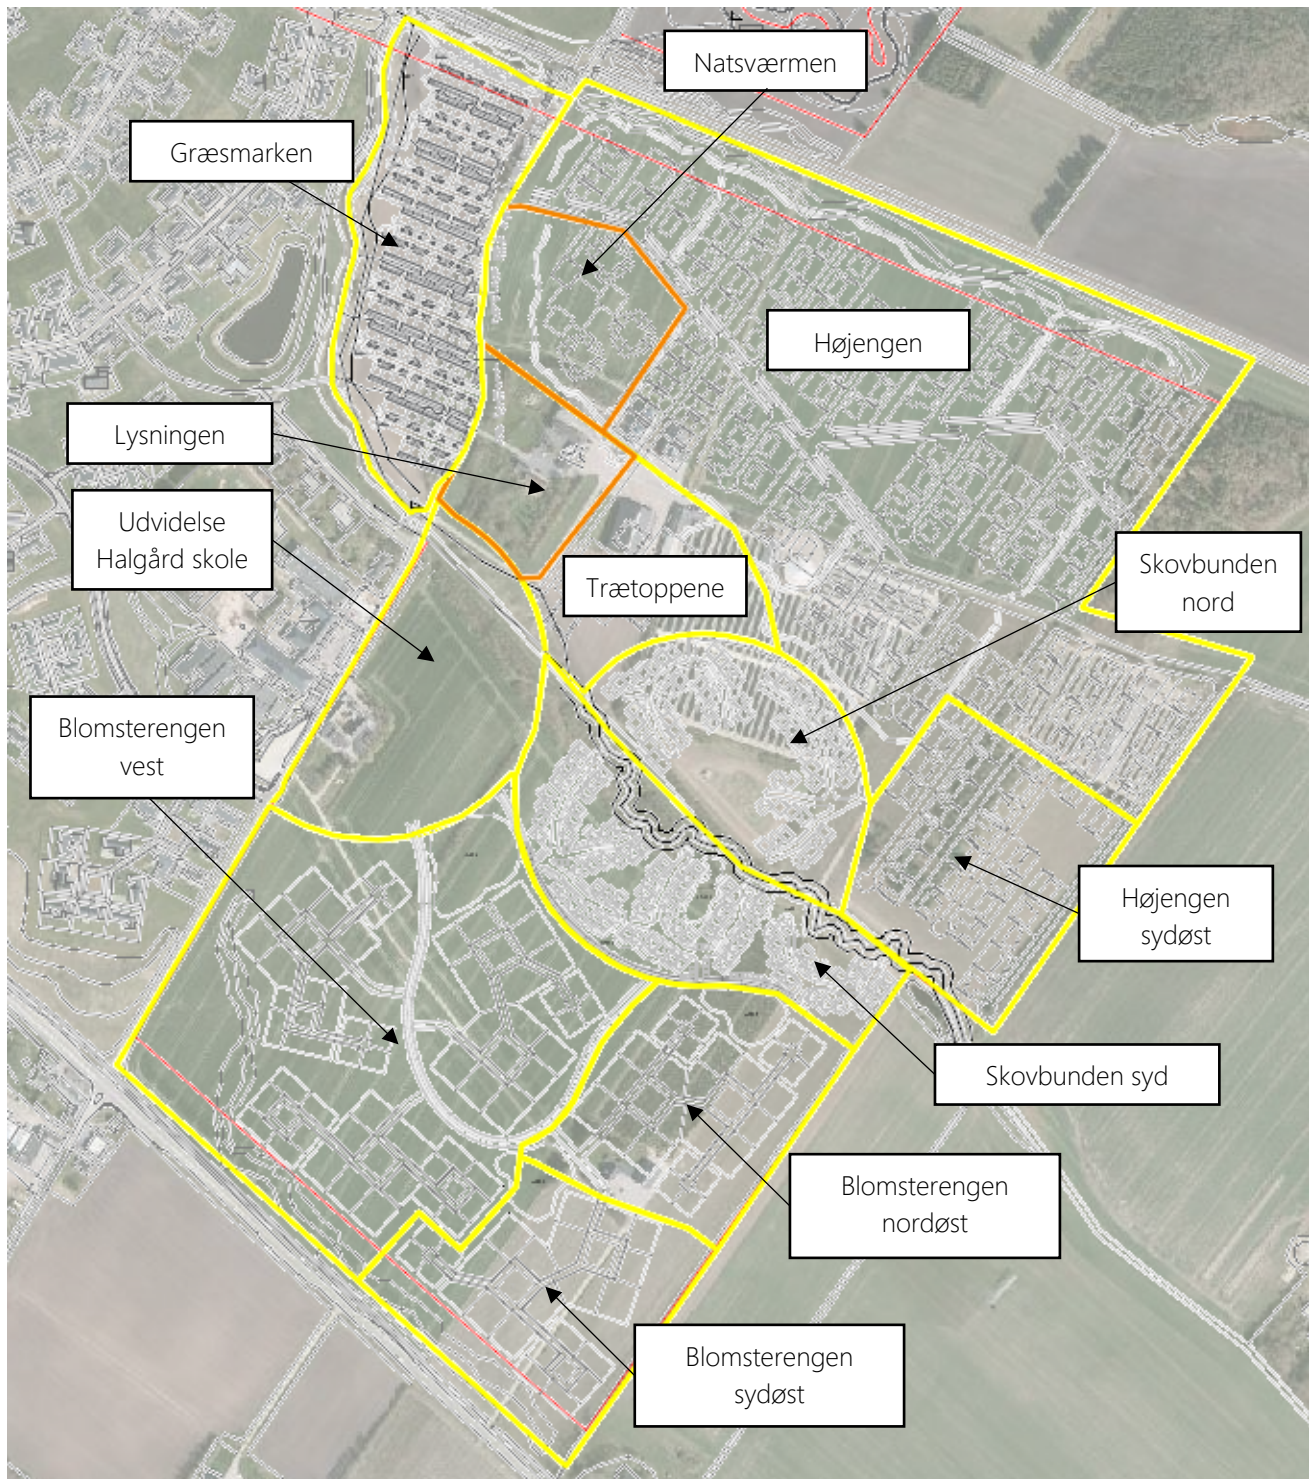 Natsværmen
Græsmarken
Højengen
Lysningen
Udvidelse
Halgård skole
Trætoppene
Skovbunden
nord
Blomsterengen
vest
Højengen
sydøst
Skovbunden syd
Blomsterengen
nordøst
Blomsterengen
sydøst